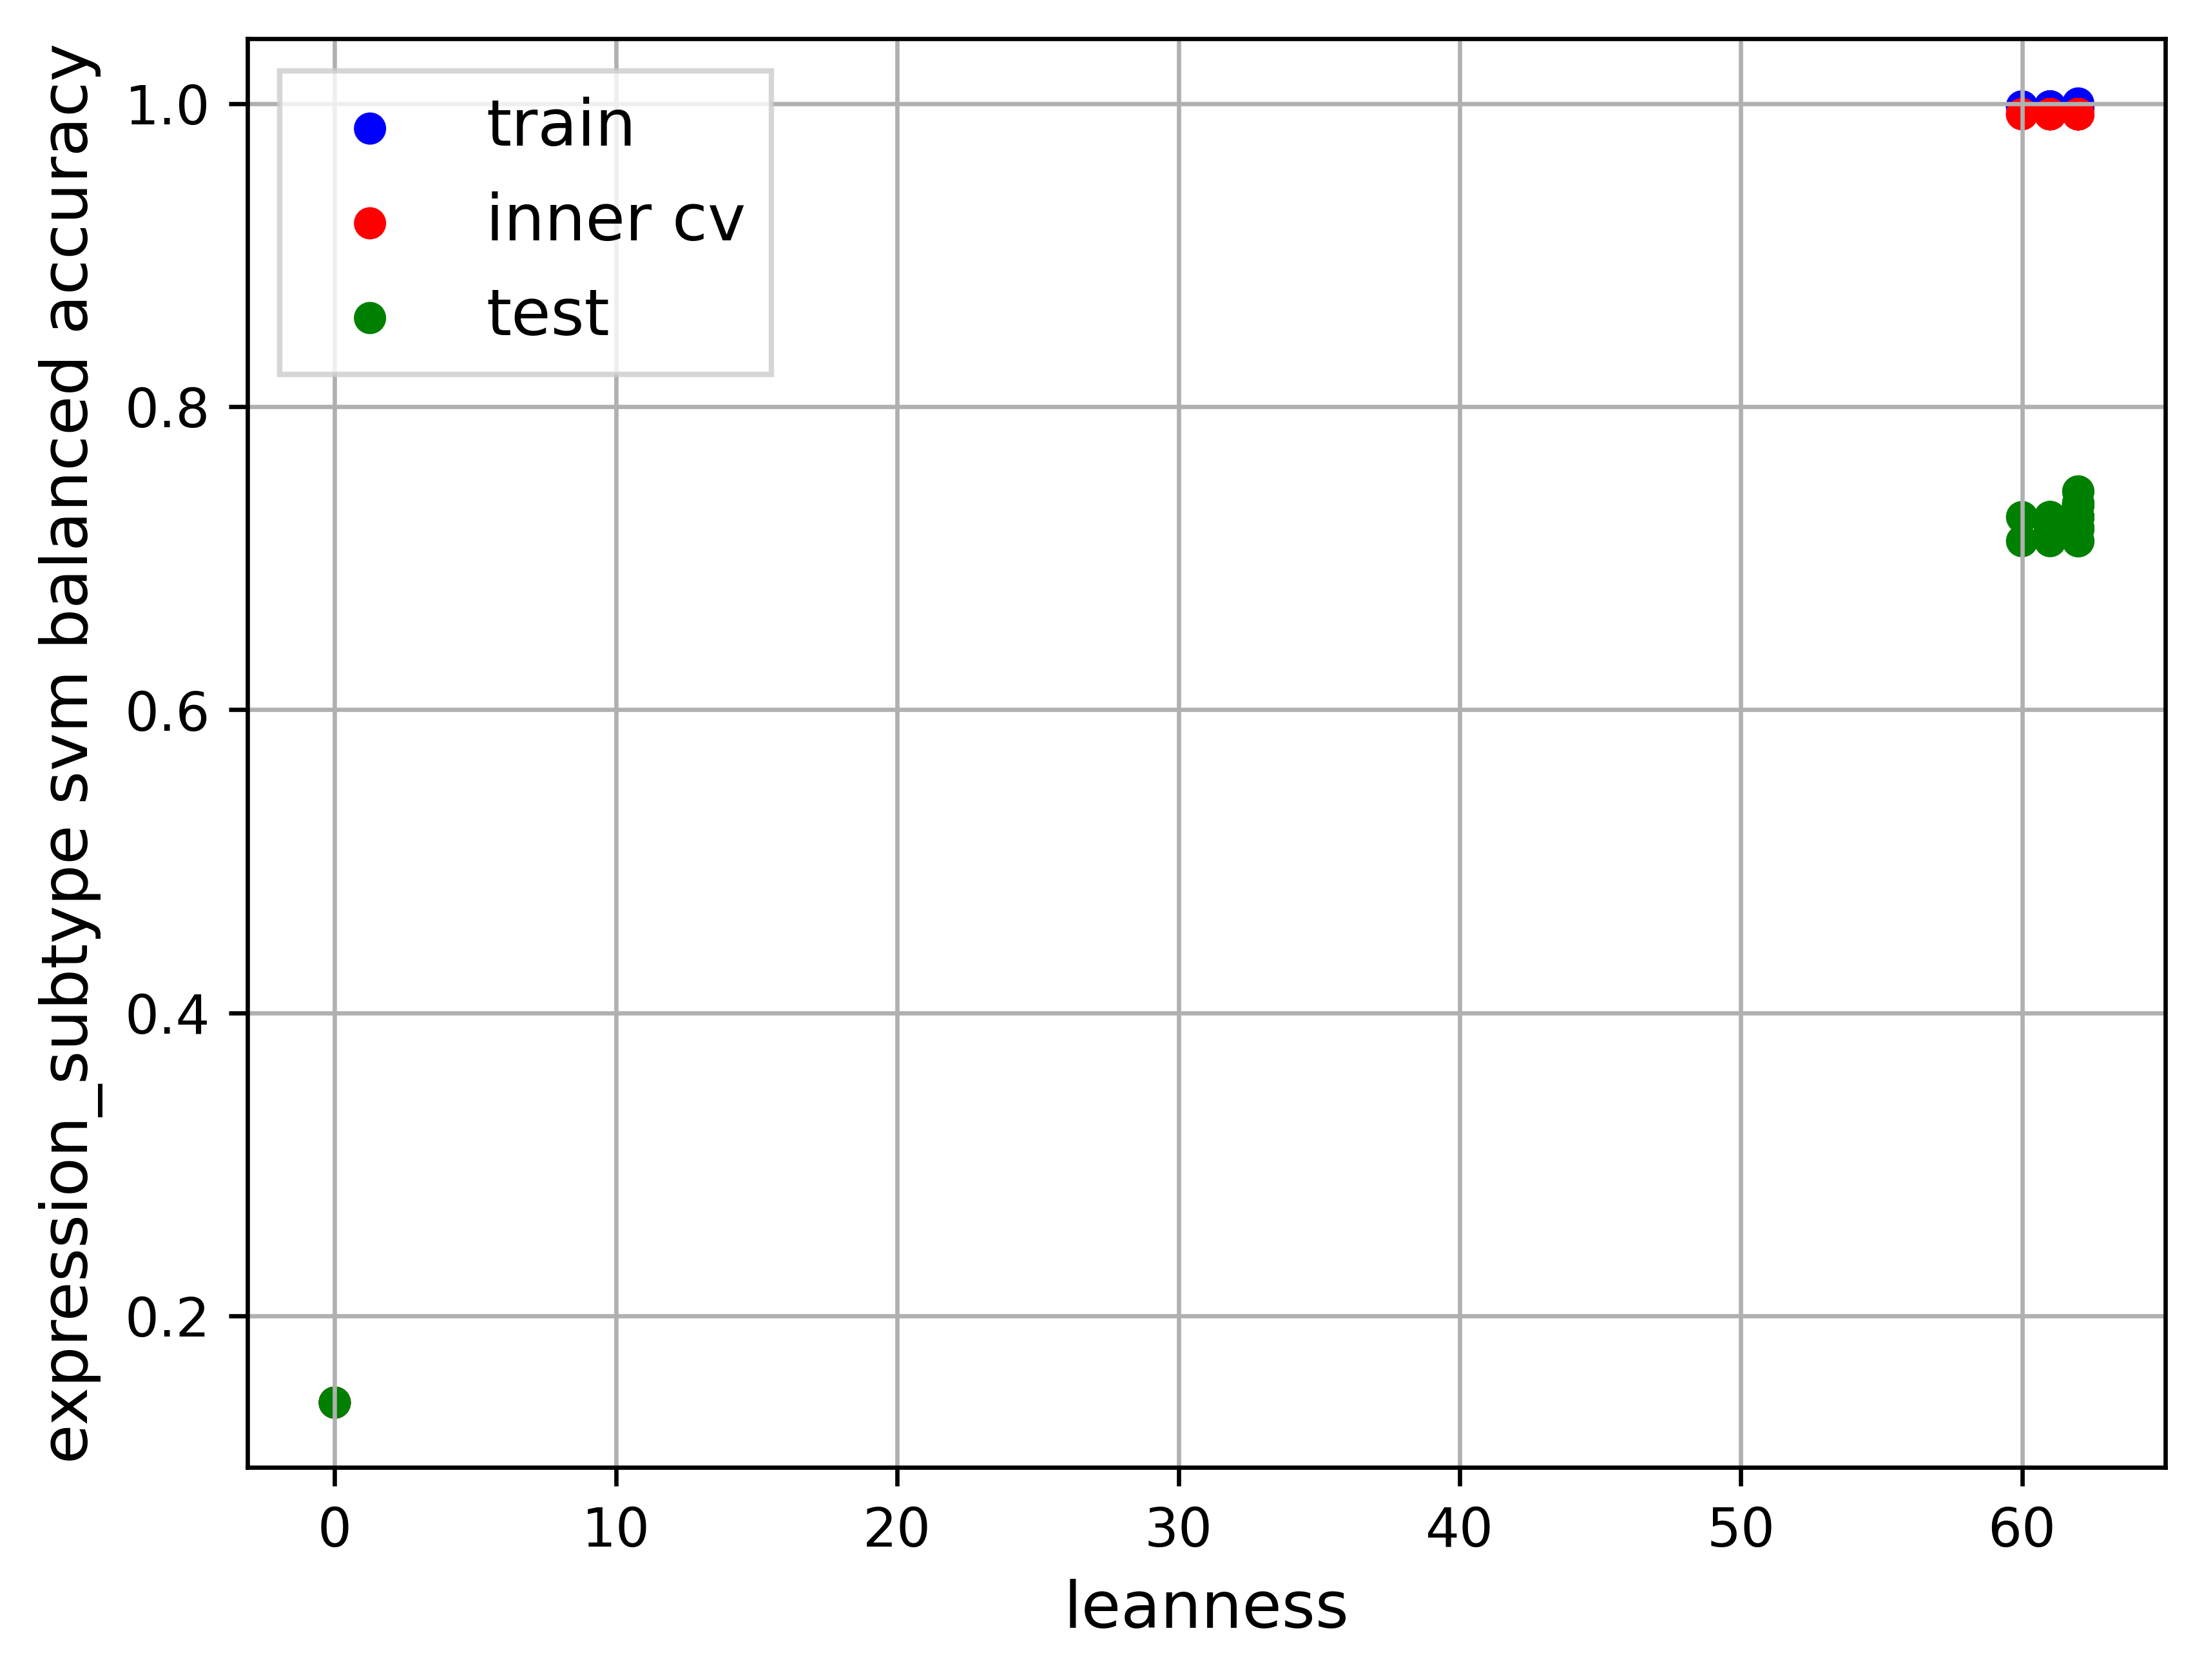 expression_subtype svm balanced accuracy
1.0
0.8
0.6
0.4
0.2
train
inner cv
test
0 10 20 30 40 50 60
leanness